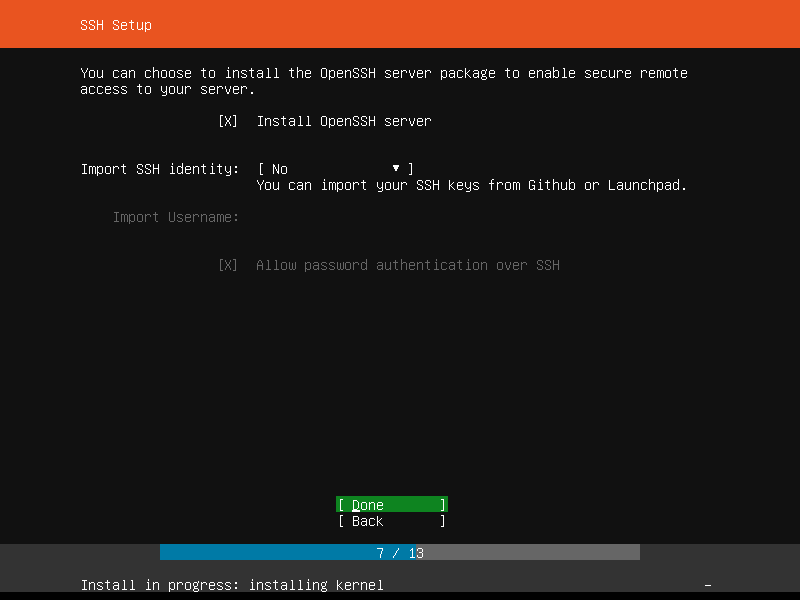 SSH Setup
You can choose to install the OpenSSH server package to enable secure remote
access to your server.
[X] Install OpenSSH server
Import SSH identity: [ No ▾ ]
You can import your SSH keys from Github or Launchpad.
Import Username:
[X] Allow password authentication over SSH
[ Done ]
[ Back ]
7 / 13
Install in progress: installing kernel –